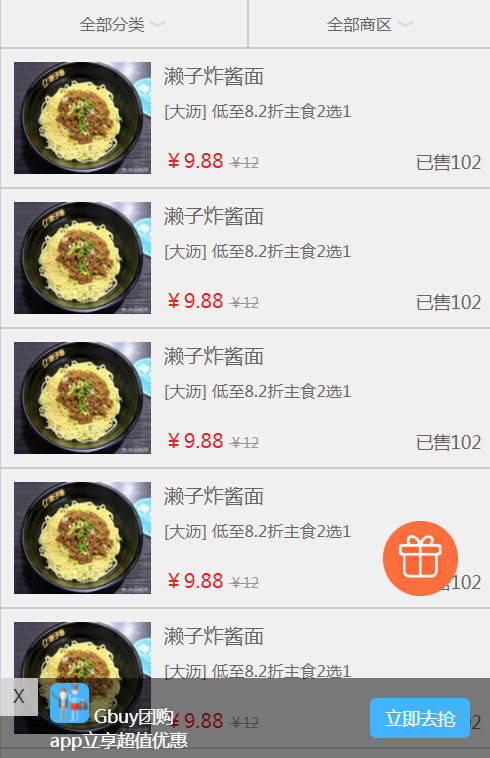 全部分类 全部商区
濑子炸酱面
[大沥] 低至8.2折主食2选1
¥ 9.88 ¥ 12 已售102
濑子炸酱面
[大沥] 低至8.2折主食2选1
¥ 9.88 ¥ 12 已售102
濑子炸酱面
[大沥] 低至8.2折主食2选1
¥ 9.88 ¥ 12 已售102
濑子炸酱面
[大沥] 低至8.2折主食2选1
¥ 9.88 ¥ 12 102
濑子炸酱面
[大沥] 低至8.2折主食2选1
X
Gbuy团购
¥ 9.88 ¥ 12 立即去抢 2
app立享超值优惠